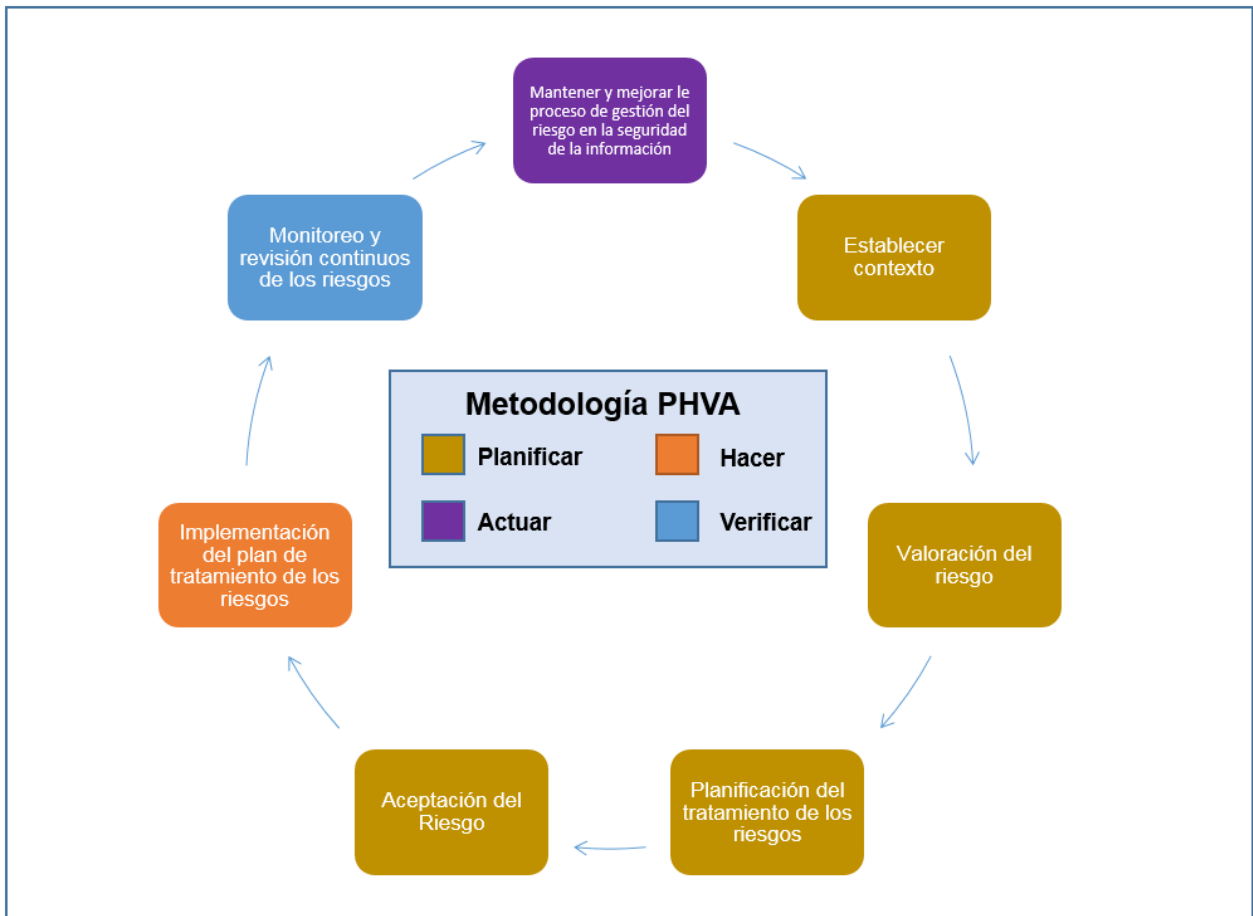 Mantener y mejorar le
proceso de gestión del
riesgo en la seguridad
de la información
Monitoreo y
revisión continuos
de los riesgos
Establecer
contexto
Metodología PHVA
Planificar
Hacer
Actuar
Verificar
Implementación
del plan de
tratamiento de los
riesgos
Valoración del
riesgo
Aceptación del
Riesgo
Planificación del
tratamiento de los
riesgos